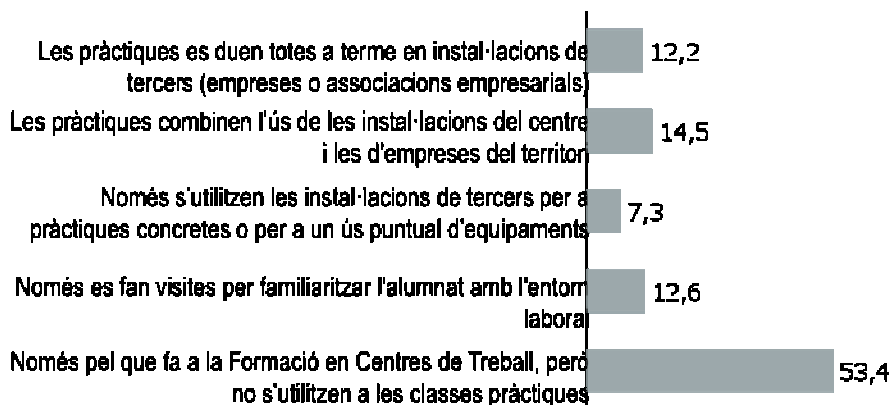 Les pràctiques es duen totes a terme en instal·lacions de
tercers (empreses o associacions empresarials)
12,2
Les pràctiques combinen l'ús de les instal·lacions del centre
i les d'empreses del territori
14,5
Només s'utilitzen les instal·lacions de tercers per a
pràctiques concretes o per a un ús puntual d'equipaments
7,3
Només es fan visites per familiaritzar l'alumnat amb l'entorn
laboral
12,6
Només pel que fa a la Formació en Centres de Treball, però
no s'utilitzen a les classes pràctiques
53,4